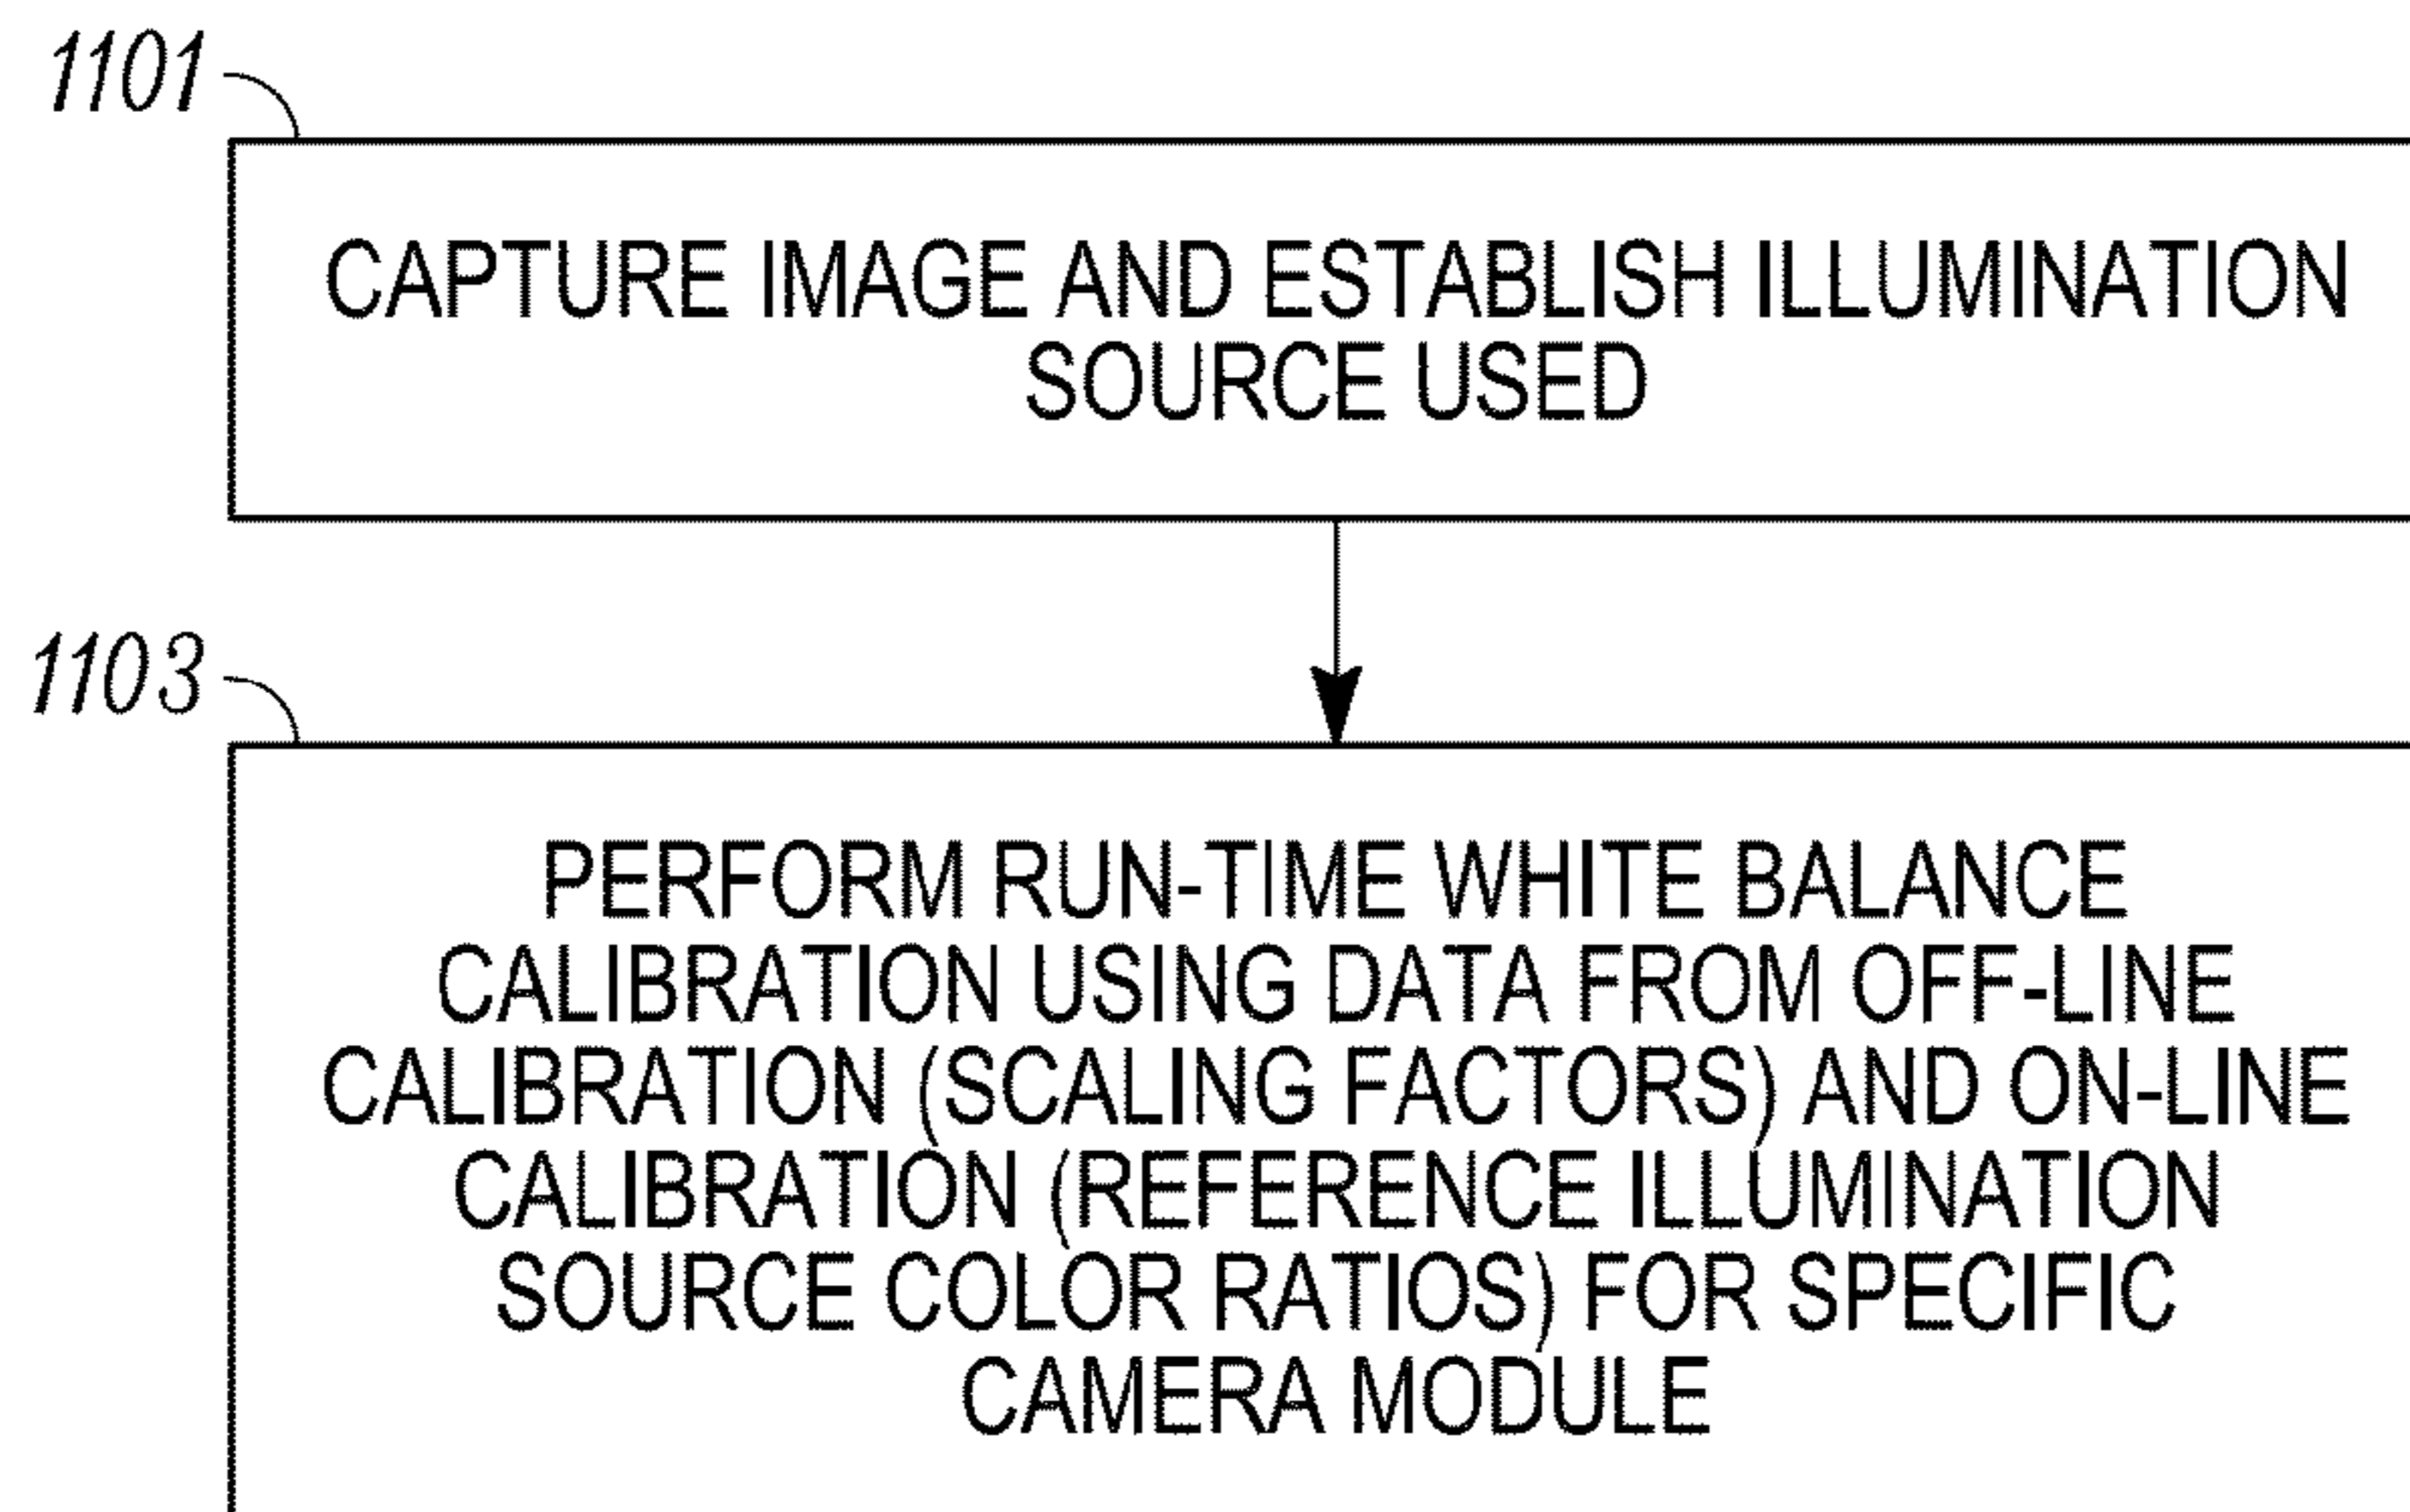 1101
CAPTURE IMAGE AND ESTABLISH ILLUMINATION
SOURCE USED
1103
PERFORM RUN-TIME WHITE BALANCE
CALIBRATION USING DATA FROM OFF-LINE
CALIBRATION (SCALING FACTORS) AND ON-LINE
CALIBRATION (REFERENCE ILLUMINATION
SOURCE COLOR RATIOS) FOR SPECIFIC
CAMERA MODULE